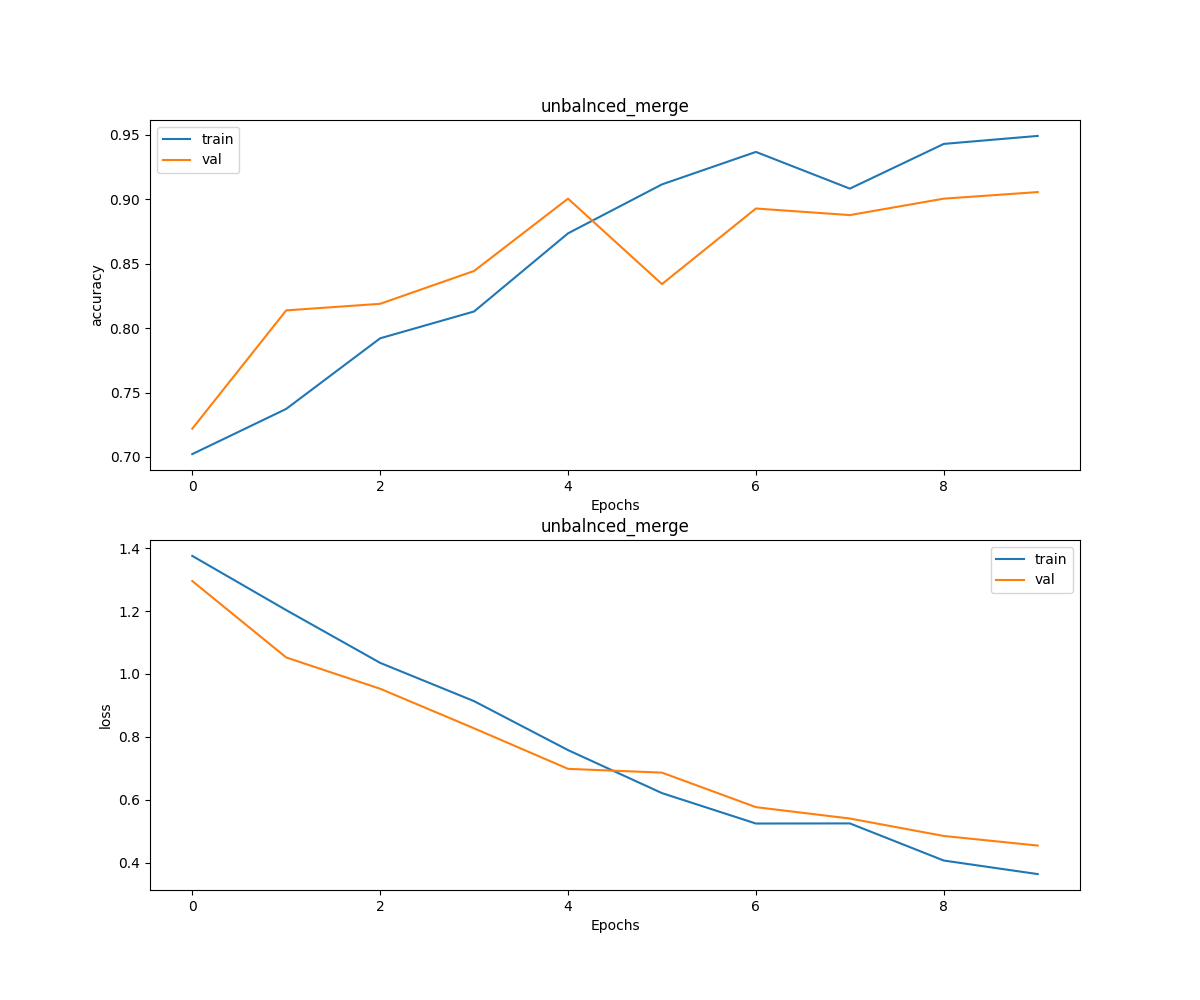 unbalnced_merge
train
val
0.95
0.90
0.85
0.80
0.75
0.70
accuracy
0 2 4 6 8
Epochs
unbalnced_merge
train
val
1.4
1.2
1.0
0.8
0.6
0.4
loss
0 2 4 6 8
Epochs